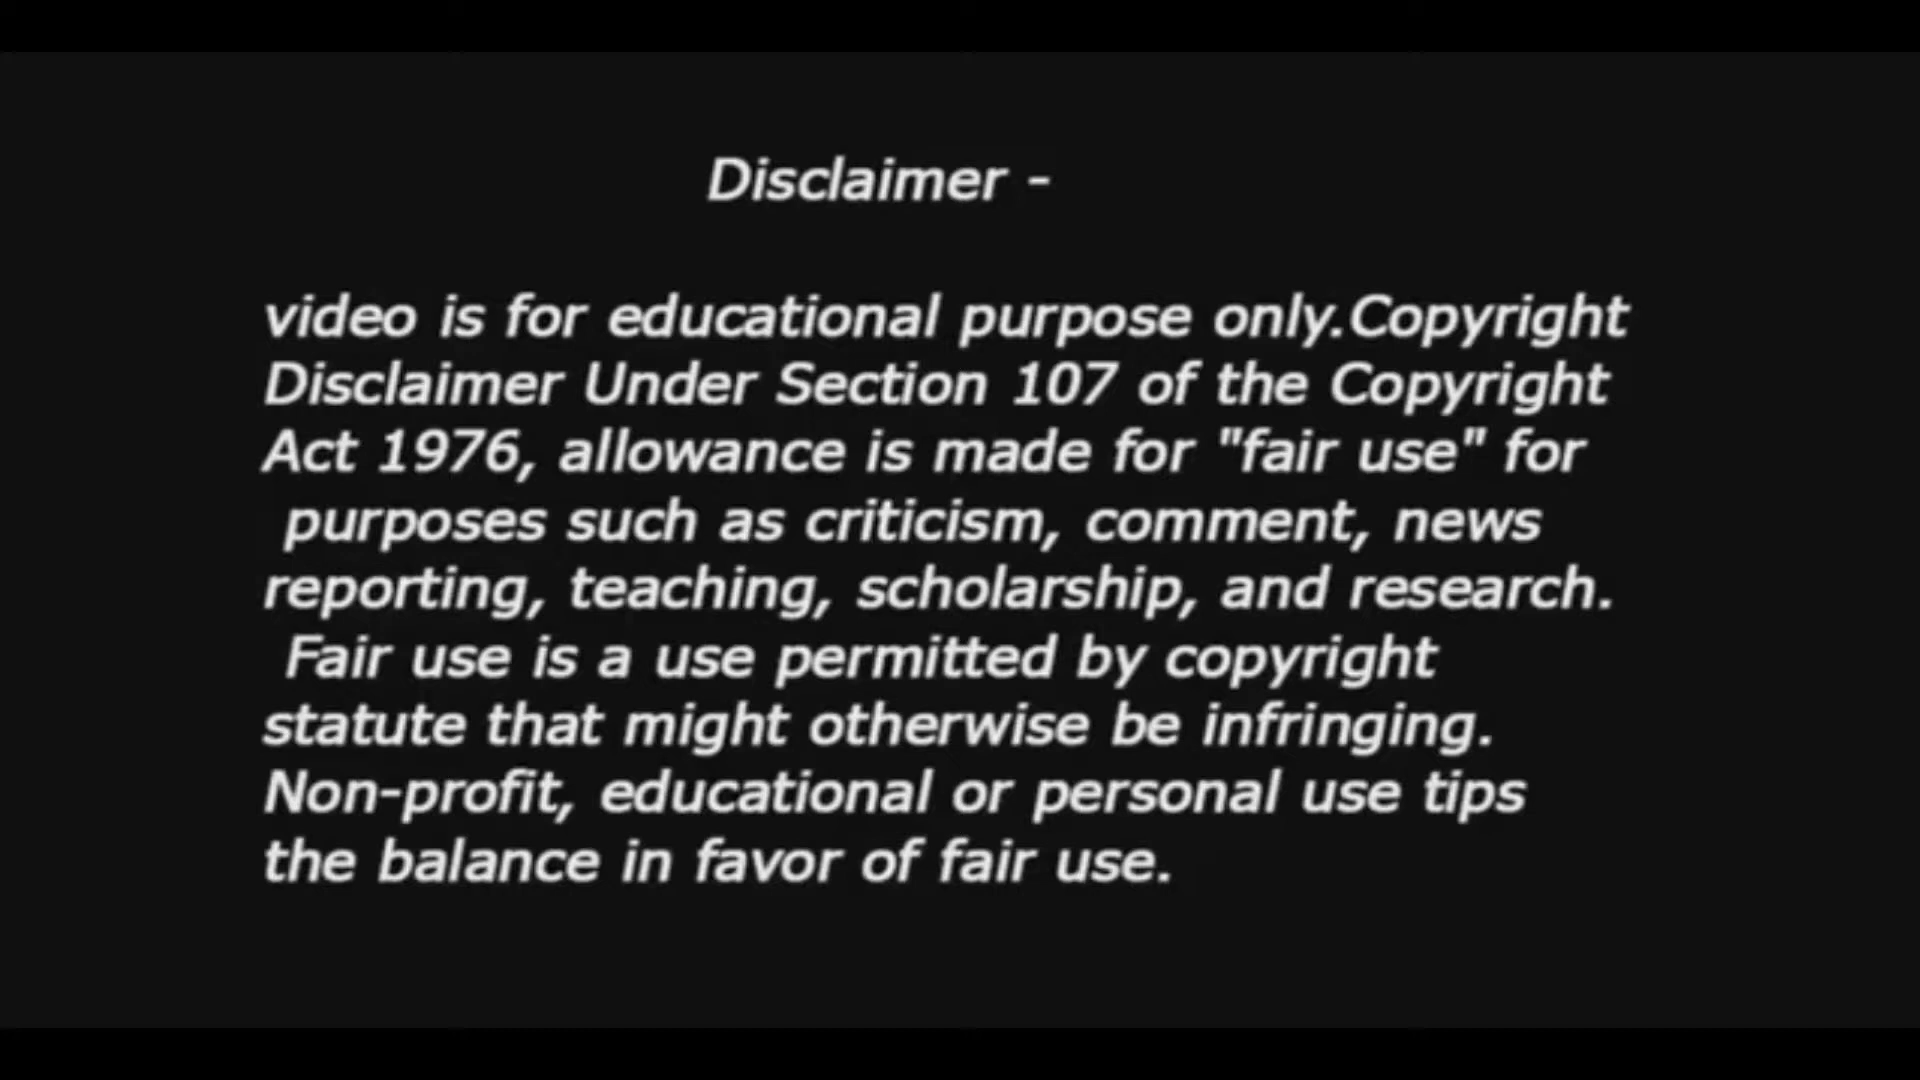 Disclaimer -
video is for educational purpose only.Copyright
Disclaimer Under Section 107 of the Copyright
Act 1976, allowance is made for "fair use" for
purposes such as criticism, comment, news
reporting, teaching, scholarship, and research.
Fair use is a use permitted by copyright
statute that might otherwise be infringing.
Non-profit, educational or personal use tips
the balance in favor of fair use.